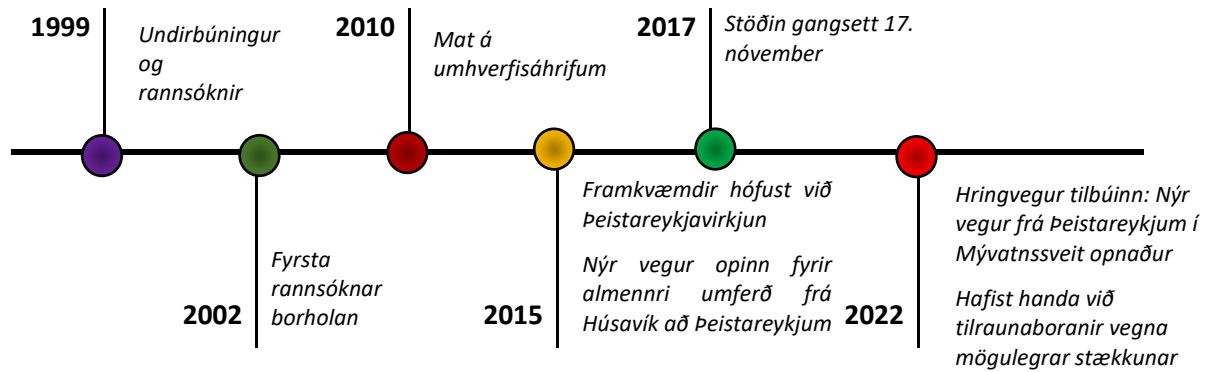 1999
Undirbúningur
og
rannsóknir
2002
Fyrsta
rannsóknar
borholan
2010
Mat á
umhverfisáhrifum
2015
Framkvæmdir hófust við
Þeistareykjavirkjun
Nýr vegur opinn fyrir
almennri umferð frá
Húsavík að Þeistareykjum
2017
Stöðin gangsett 17.
nóvember
2022
Hringvegur tilbúinn: Nýr
vegur frá Þeistareykjum í
Mývatnssveit opnaður
Hafist handa við
tilraunaboranir vegna
mögulegrar stækkunar